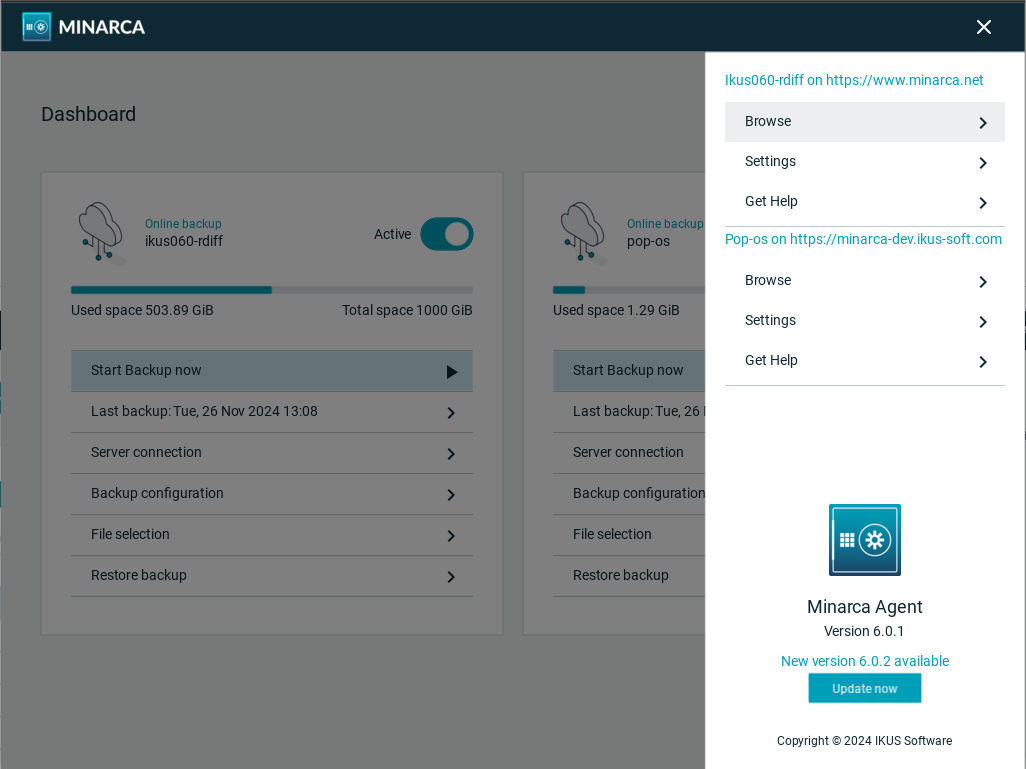 MINARCA
Dashboard
Online backup
ikus060-rdiff
Active
Used space 503.89 GiB
Total space 1000 GiB
Start Backup now
Last backup: Tue, 26 Nov 2024 13:08
Server connection
Backup configuration
File selection
Restore backup
Online backup
pop-os
Used space 1.29 GiB
Start Backup now
Last backup: Tue, 26
Server connection
Backup configuration
File selection
Restore backup
Ikus060-rdiff on https://www.minarca.net
Browse
Settings
Get Help
Pop-os on https://minarca-dev.ikus-soft.com
Browse
Settings
Get Help
Minarca Agent
Version 6.0.1
New version 6.0.2 available
Update now
Copyright © 2024 IKUS Software